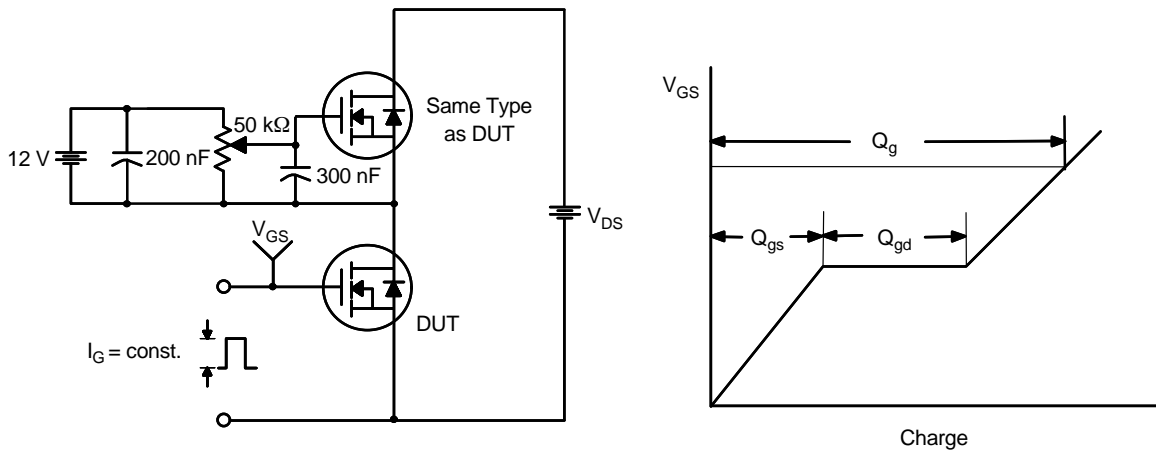 12 V
200 nF
50 kΩ
300 nF
Same Type
as DUT
V_GS
DUT
I_G = const.
V_DS
V_GS
Q_g
Q_gs
Q_gd
Charge